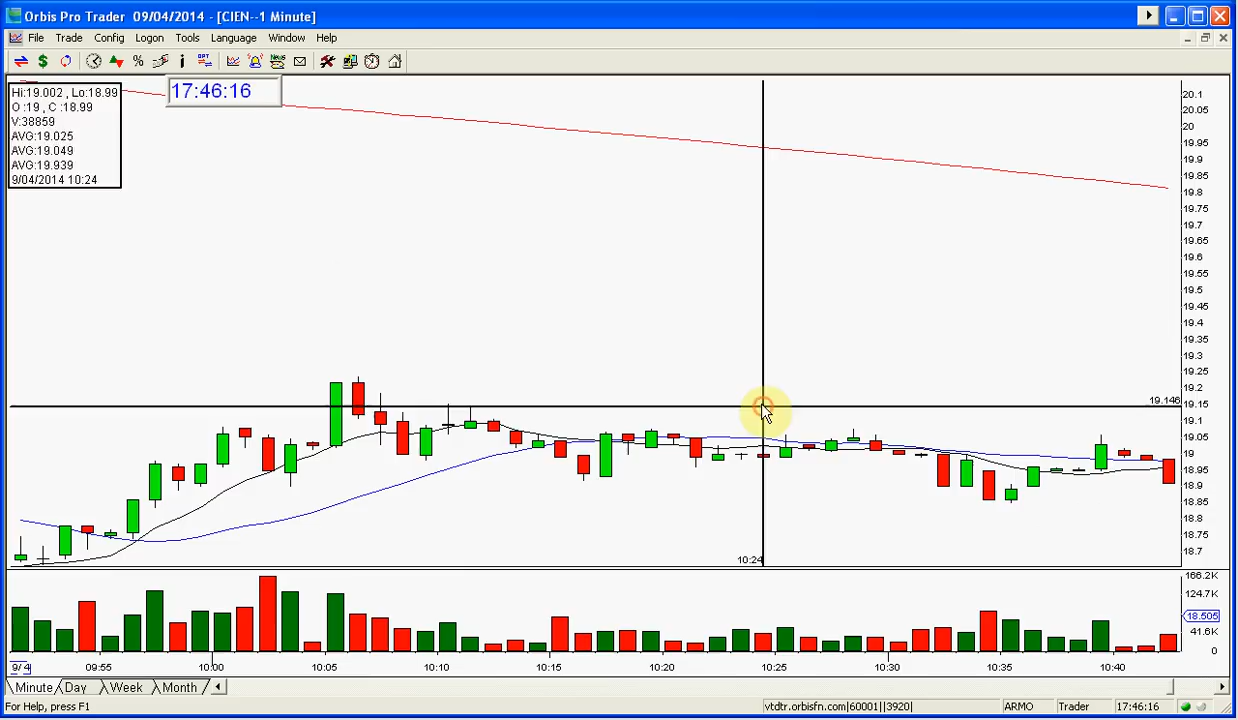 Orbis Pro Trader 09/04/2014 - [CIEN--1 Minute]
File Trade Config Logon Tools Language Window Help
Hi:19.002 , Lo:18.99
O :19 , C :18.99
V:38859
AVG:19.025
AVG:19.049
AVG:19.939
9/04/2014 10:24
17:46:16
20.1
20.05
20
19.95
19.9
19.85
19.8
19.75
19.7
19.65
19.6
19.55
19.5
19.45
19.4
19.35
19.3
19.25
19.2
19.146
19.15
19.1
19.05
19
18.95
18.9
18.85
18.8
18.75
18.7
10:24
166.2K
124.7K
18.505
41.6K
0
9/ 4 09:55 10:00 10:05 10:10 10:15 10:20 10:25 10:30 10:35 10:40
Minute Day Week Month
For Help, press F1 vtdtr.orbisfn.com|60001||3920| ARMO Trader 17:46:16